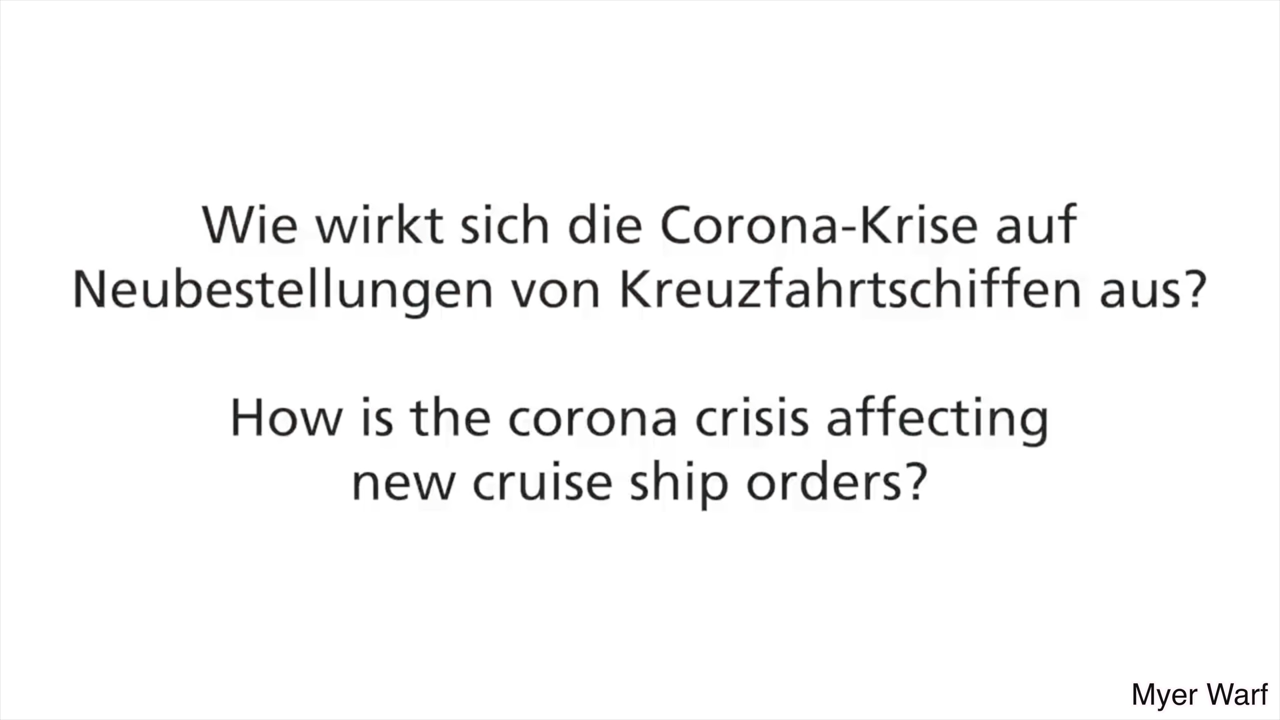 Wie wirkt sich die Corona-Krise auf
Neubestellungen von Kreuzfahrtschiffen aus?
How is the corona crisis affecting
new cruise ship orders?
Myer Warf